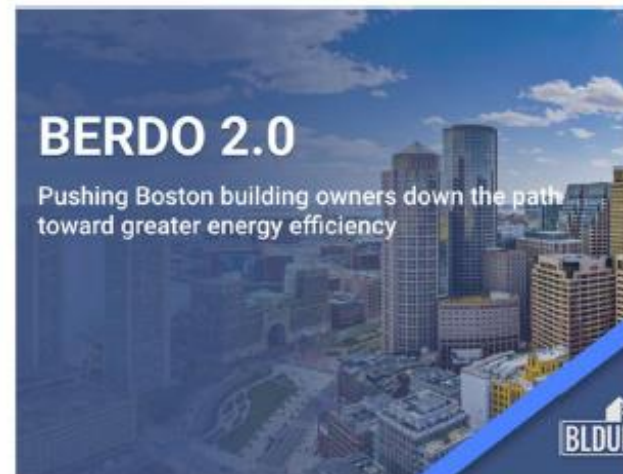 BERDO 2.0
Pushing Boston building owners down the path
toward greater energy efficiency